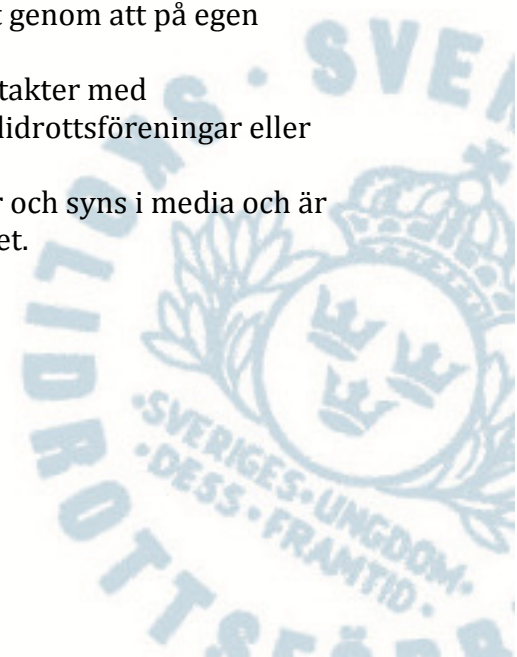 t genom att på egen
takter med
lidrottsföreningar eller
r och syns i media och är
et.
SVE
OLIDROTTSFÖR
·SVERIGES·UNGDOM·
·DESS·FRAMTID·